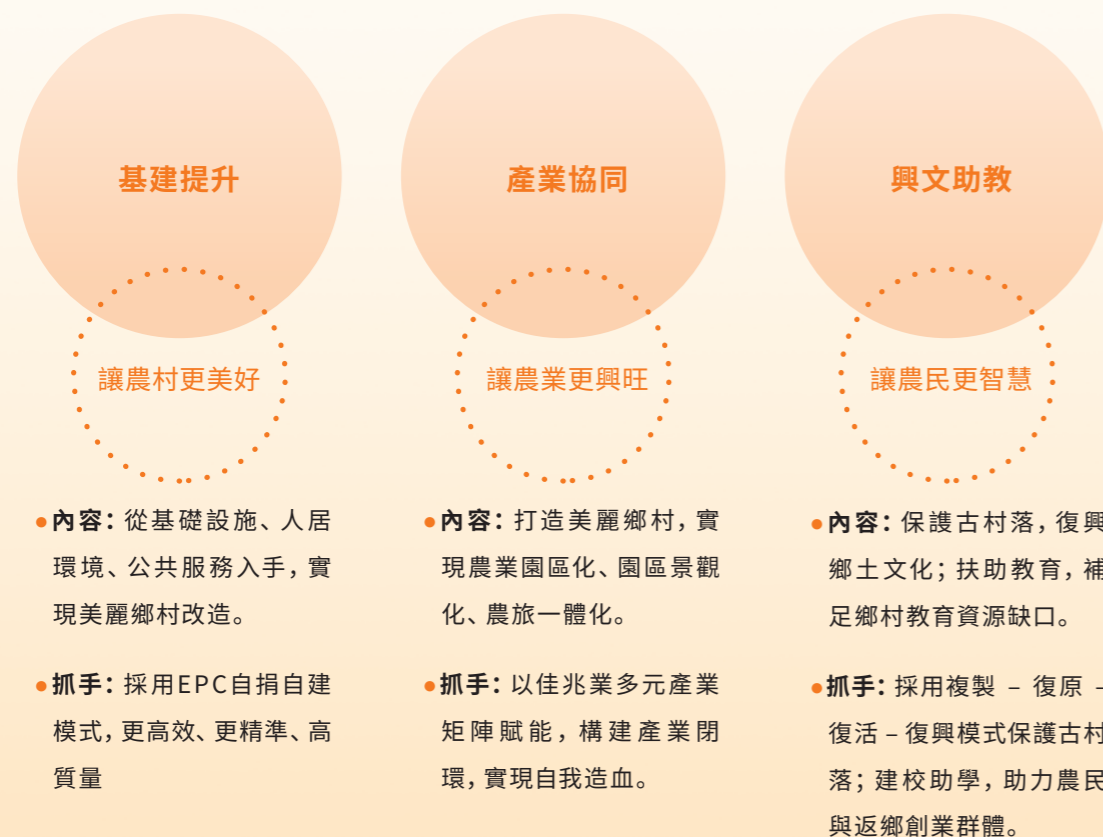 基建提升
讓農村更美好
●內容：從基礎設施、人居
環境、公共服務入手，實
現美麗鄉村改造。
●抓手：採用EPC自捐自建
模式，更高效、更精準、高
質量
產業協同
讓農業更興旺
●內容：打造美麗鄉村，實
現農業園區化、園區景觀
化、農旅一體化。
●抓手：以佳兆業多元產業
矩陣賦能，構建產業閉
環，實現自我造血。
興文助教
讓農民更智慧
●內容：保護古村落，復興
鄉土文化；扶助教育，補
足鄉村教育資源缺口。
●抓手：採用複製 – 復原 –
復活 – 復興模式保護古村
落；建校助學，助力農民
與返鄉創業群體。